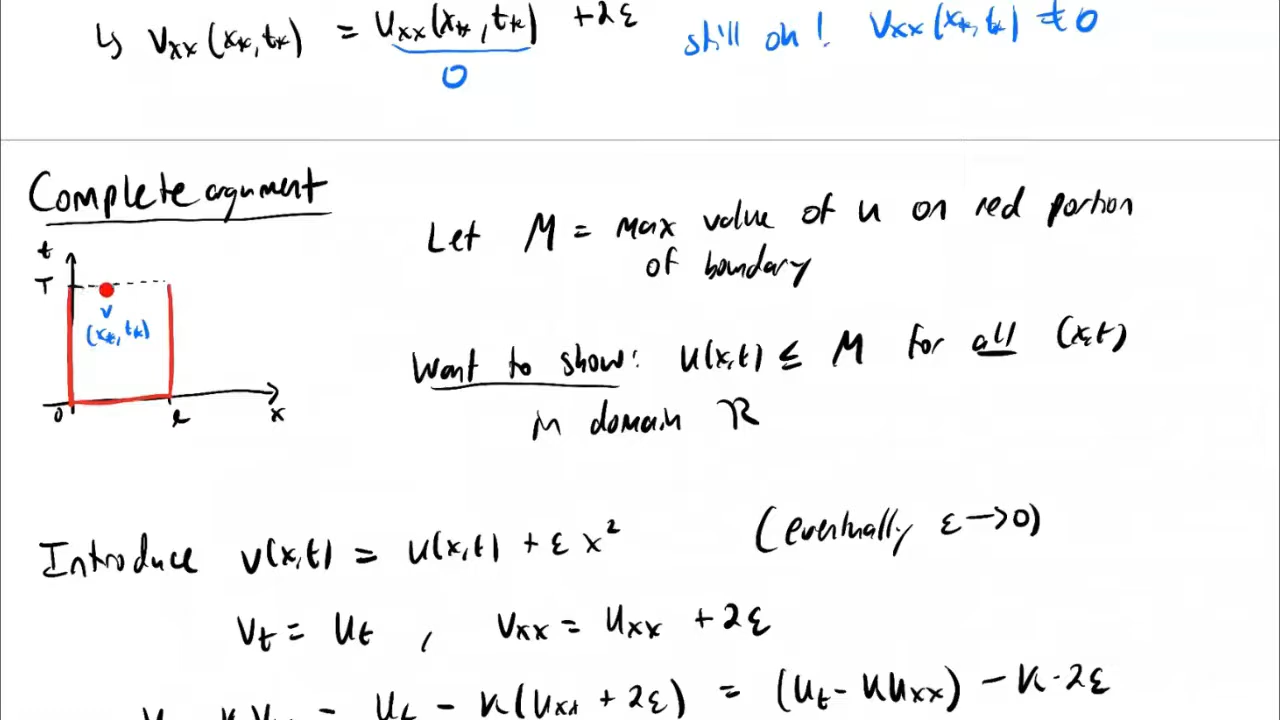 ↳ Vxx (x*, t*) = Uxx (x*, t*) + 2ε still oh! Vxx (x*, t*) ≠ 0
0
Complete argument
Let M = max value of u on red portion
of boundary
t
T
v
(x*, t*)
0 l x
Want to show: u(x,t) ≤ M for all (x,t)
in domain R
Introduce v(x,t) = u(x,t) + ε x² (eventually ε → 0)
Vt = Ut , Vxx = Uxx + 2ε
Ut - k(Uxx + 2ε) = (Ut - kUxx) - k·2ε